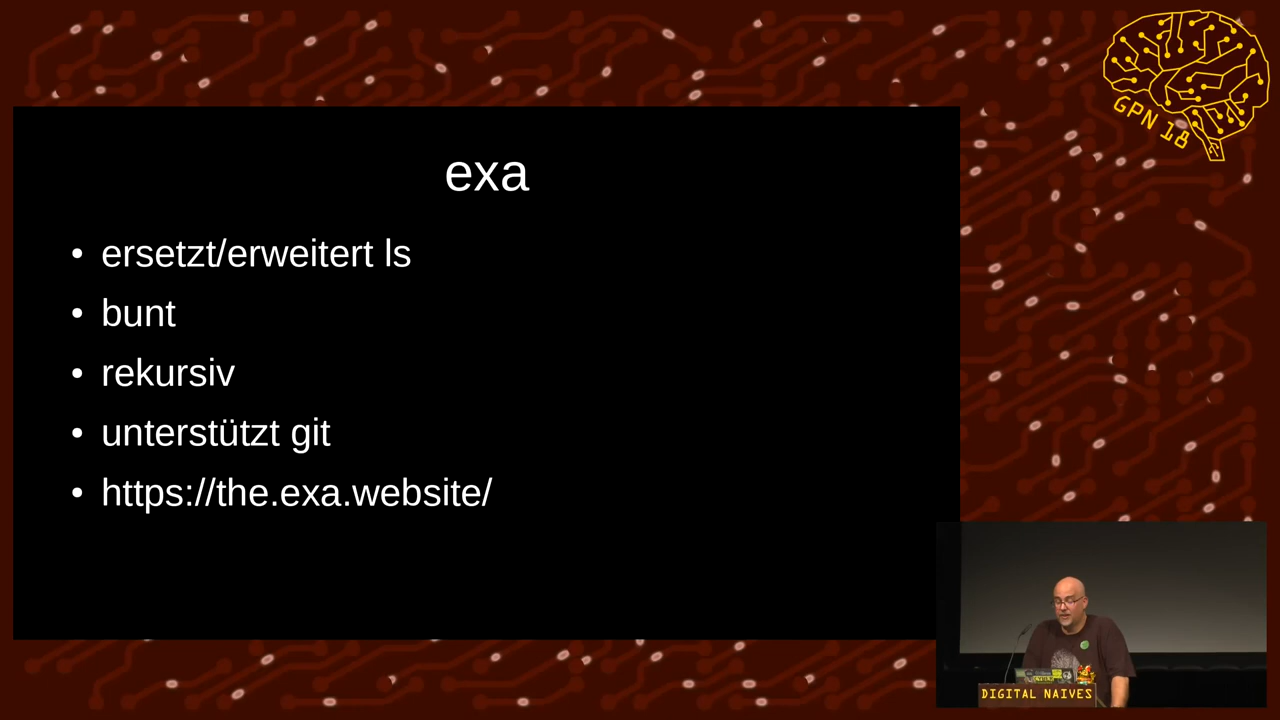 GPN 18
exa
• ersetzt/erweitert ls
• bunt
• rekursiv
• unterstützt git
• https://the.exa.website/
DIGITAL NAIVES